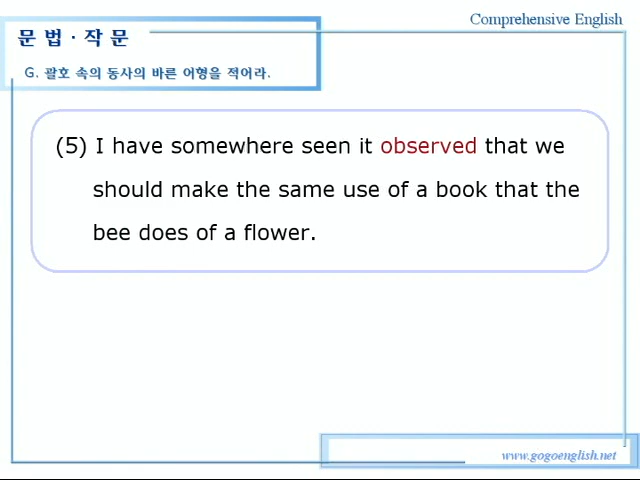 Comprehensive English
문 법 · 작 문
G. 괄호 속의 동사의 바른 어형을 적어라.
(5) I have somewhere seen it observed that we
should make the same use of a book that the
bee does of a flower.
www.gogoenglish.net